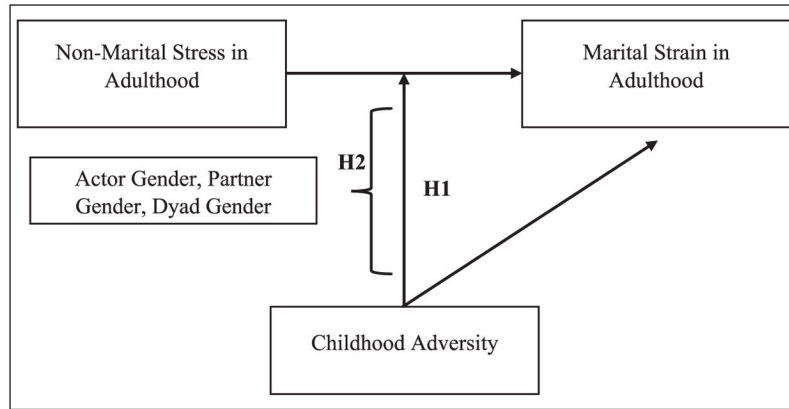 Non-Marital Stress in
Adulthood
Marital Strain in
Adulthood
H2
H1
Actor Gender, Partner
Gender, Dyad Gender
Childhood Adversity